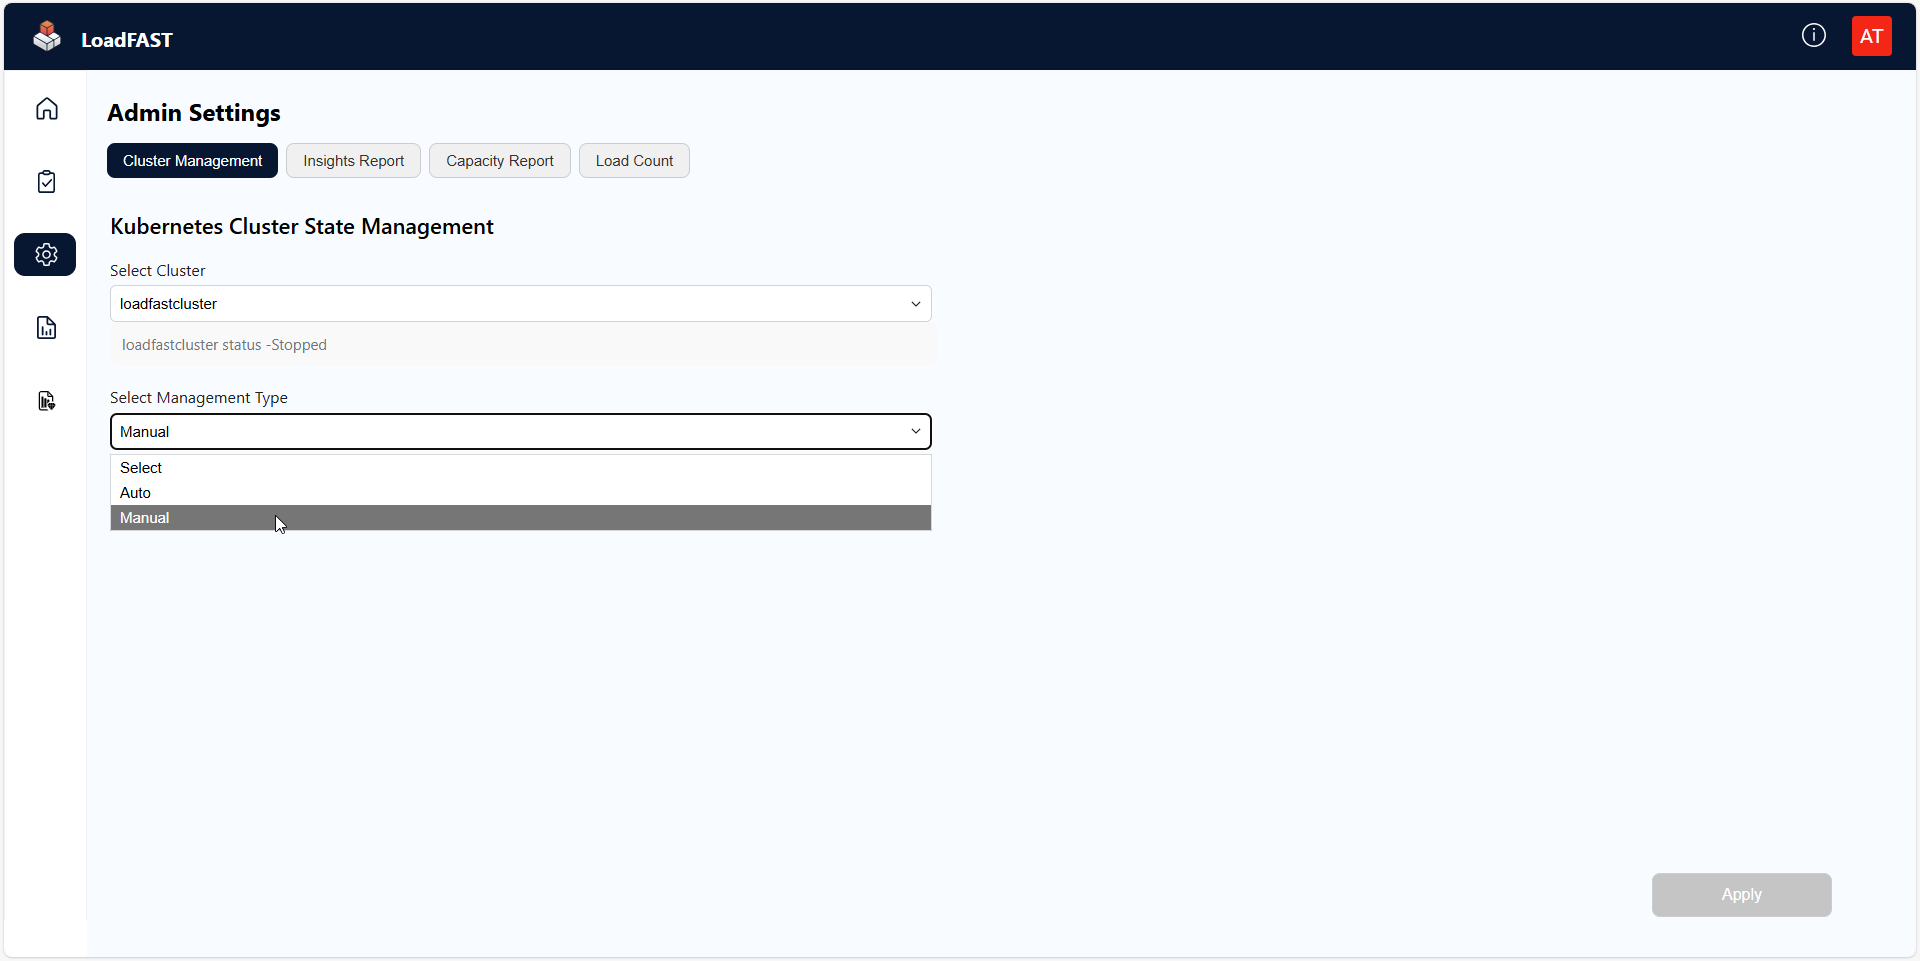 LoadFAST
AT
Admin Settings
Cluster Management
Insights Report
Capacity Report
Load Count
Kubernetes Cluster State Management
Select Cluster
loadfastcluster
loadfastcluster status -Stopped
Select Management Type
Manual
Select
Auto
Manual
Apply